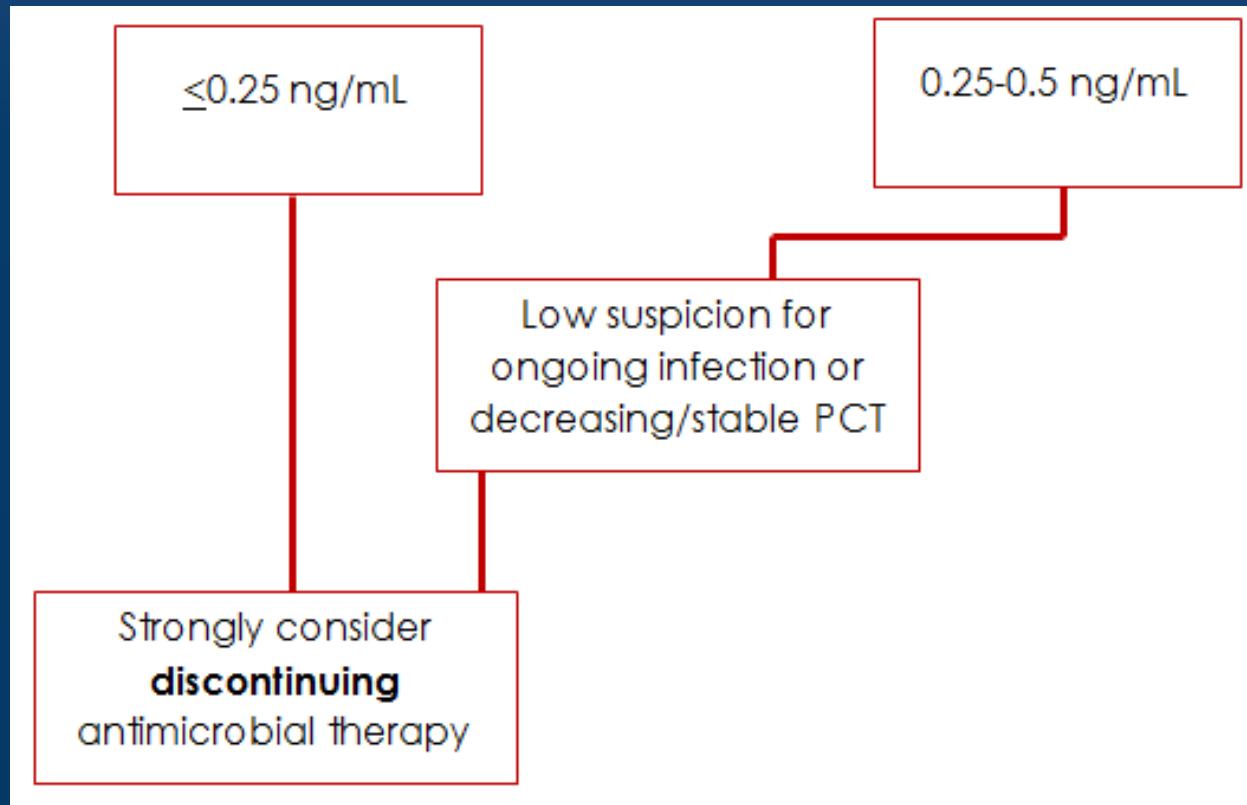 ≤0.25 ng/mL
0.25-0.5 ng/mL
Low suspicion for
ongoing infection or
decreasing/stable PCT
Strongly consider
discontinuing
antimicrobial therapy